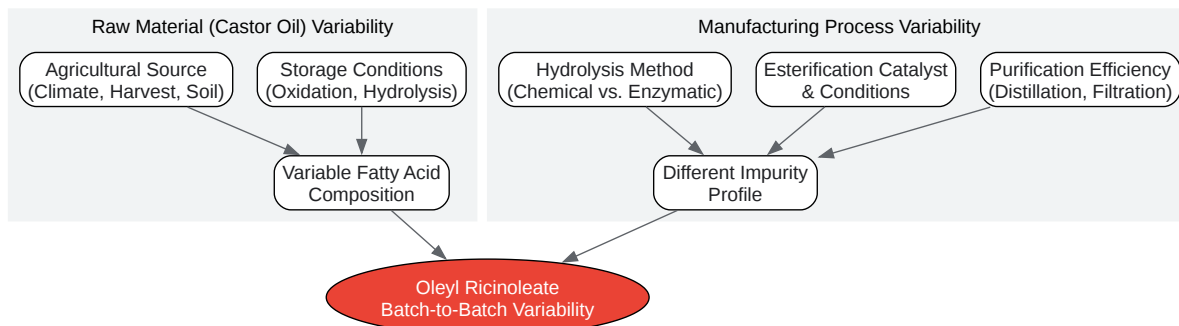 Raw Material (Castor Oil) Variability
Manufacturing Process Variability
Agricultural Source
(Climate, Harvest, Soil)
Storage Conditions
(Oxidation, Hydrolysis)
Hydrolysis Method
(Chemical vs. Enzymatic)
Esterification Catalyst
& Conditions
Purification Efficiency
(Distillation, Filtration)
Variable Fatty Acid
Composition
Different Impurity
Profile
Oleyl Ricinoleate
Batch-to-Batch Variability